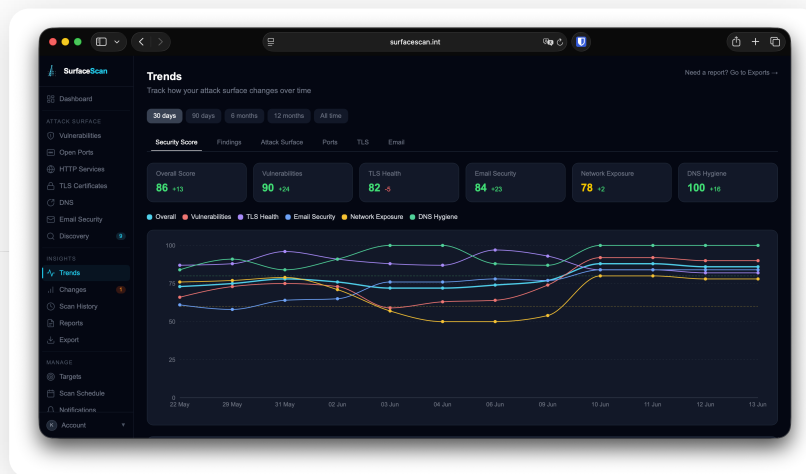 surfacescan.int
SurfaceScan
Dashboard
ATTACK SURFACE
Vulnerabilities
Open Ports
HTTP Services
TLS Certificates
DNS
Email Security
Discovery 9
INSIGHTS
Trends
Changes 1
Scan History
Reports
Export
MANAGE
Targets
Scan Schedule
Notifications
K Account
Trends
Need a report? Go to Exports →
Track how your attack surface changes over time
30 days 90 days 6 months 12 months All time
Security Score Findings Attack Surface Ports TLS Email
Overall Score Vulnerabilities TLS Health Email Security Network Exposure DNS Hygiene
86 +13 90 +24 82 -5 84 +23 78 +2 100 +16
Overall Vulnerabilities TLS Health Email Security Network Exposure DNS Hygiene
100
75
50
25
0
22 May 28 May 31 May 02 Jun 03 Jun 04 Jun 06 Jun 09 Jun 10 Jun 11 Jun 12 Jun 13 Jun